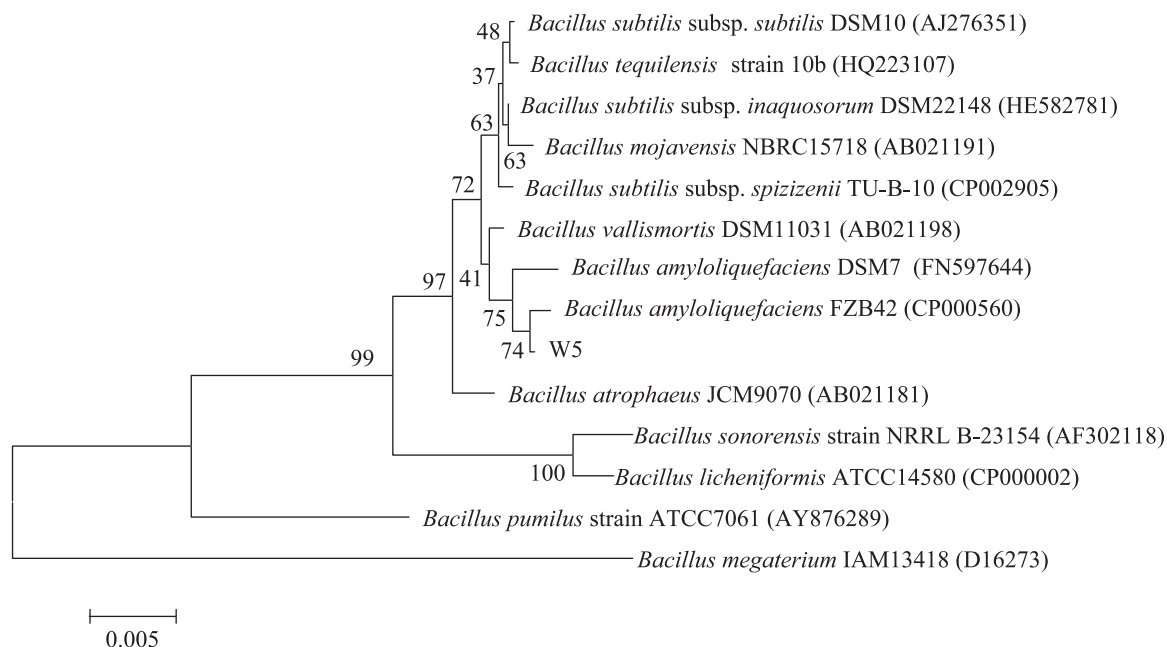 48
Bacillus subtilis subsp. subtilis DSM10 (AJ276351)
Bacillus tequilensis strain 10b (HQ223107)
37
Bacillus subtilis subsp. inaquosorum DSM22148 (HE582781)
63
Bacillus mojavensis NBRC15718 (AB021191)
63
72
Bacillus subtilis subsp. spizizenii TU-B-10 (CP002905)
Bacillus vallismortis DSM11031 (AB021198)
Bacillus amyloliquefaciens DSM7 (FN597644)
97
41
Bacillus amyloliquefaciens FZB42 (CP000560)
75
74
W5
99
Bacillus atrophaeus JCM9070 (AB021181)
Bacillus sonorensis strain NRRL B-23154 (AF302118)
100
Bacillus licheniformis ATCC14580 (CP000002)
Bacillus pumilus strain ATCC7061 (AY876289)
Bacillus megaterium IAM13418 (D16273)
0.005